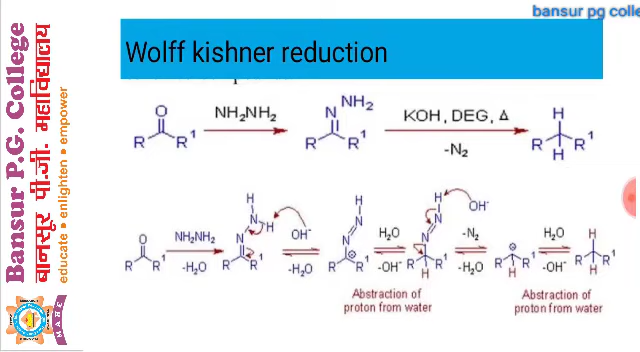 bansur pg colle
Bansur P.G. College
बानसूर पी.जी. महाविद्यालय
educate • enlighten • empower
Wolff kishner reduction
O
R R¹
NH₂NH₂
NH₂
N
R R¹
KOH, DEG, Δ
-N₂
H
R R¹
H
O
R R¹
NH₂NH₂
-H₂O
H
N H
N
R R¹
OH⁻
-H₂O
H
N
N
R ⊖ R¹
H₂O
-OH⁻
H
N
N
R R¹
H
OH⁻
-N₂
-H₂O
⊖
R R¹
H
H₂O
-OH⁻
H
R R¹
H
Abstraction of
proton from water
Abstraction of
proton from water
MAHE